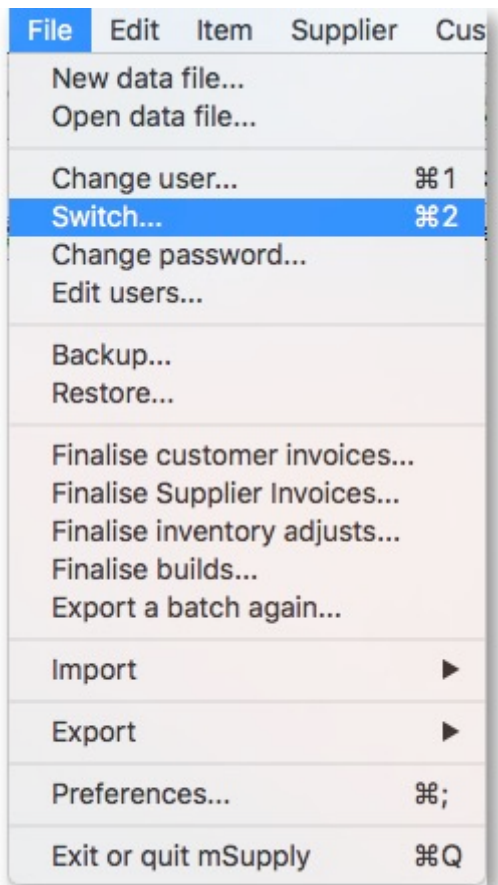 File Edit Item Supplier Cus
New data file...
Open data file...
Change user... ⌘1
Switch... ⌘2
Change password...
Edit users...
Backup...
Restore...
Finalise customer invoices...
Finalise Supplier Invoices...
Finalise inventory adjusts...
Finalise builds...
Export a batch again...
Import ▶
Export ▶
Preferences... ⌘;
Exit or quit mSupply ⌘Q